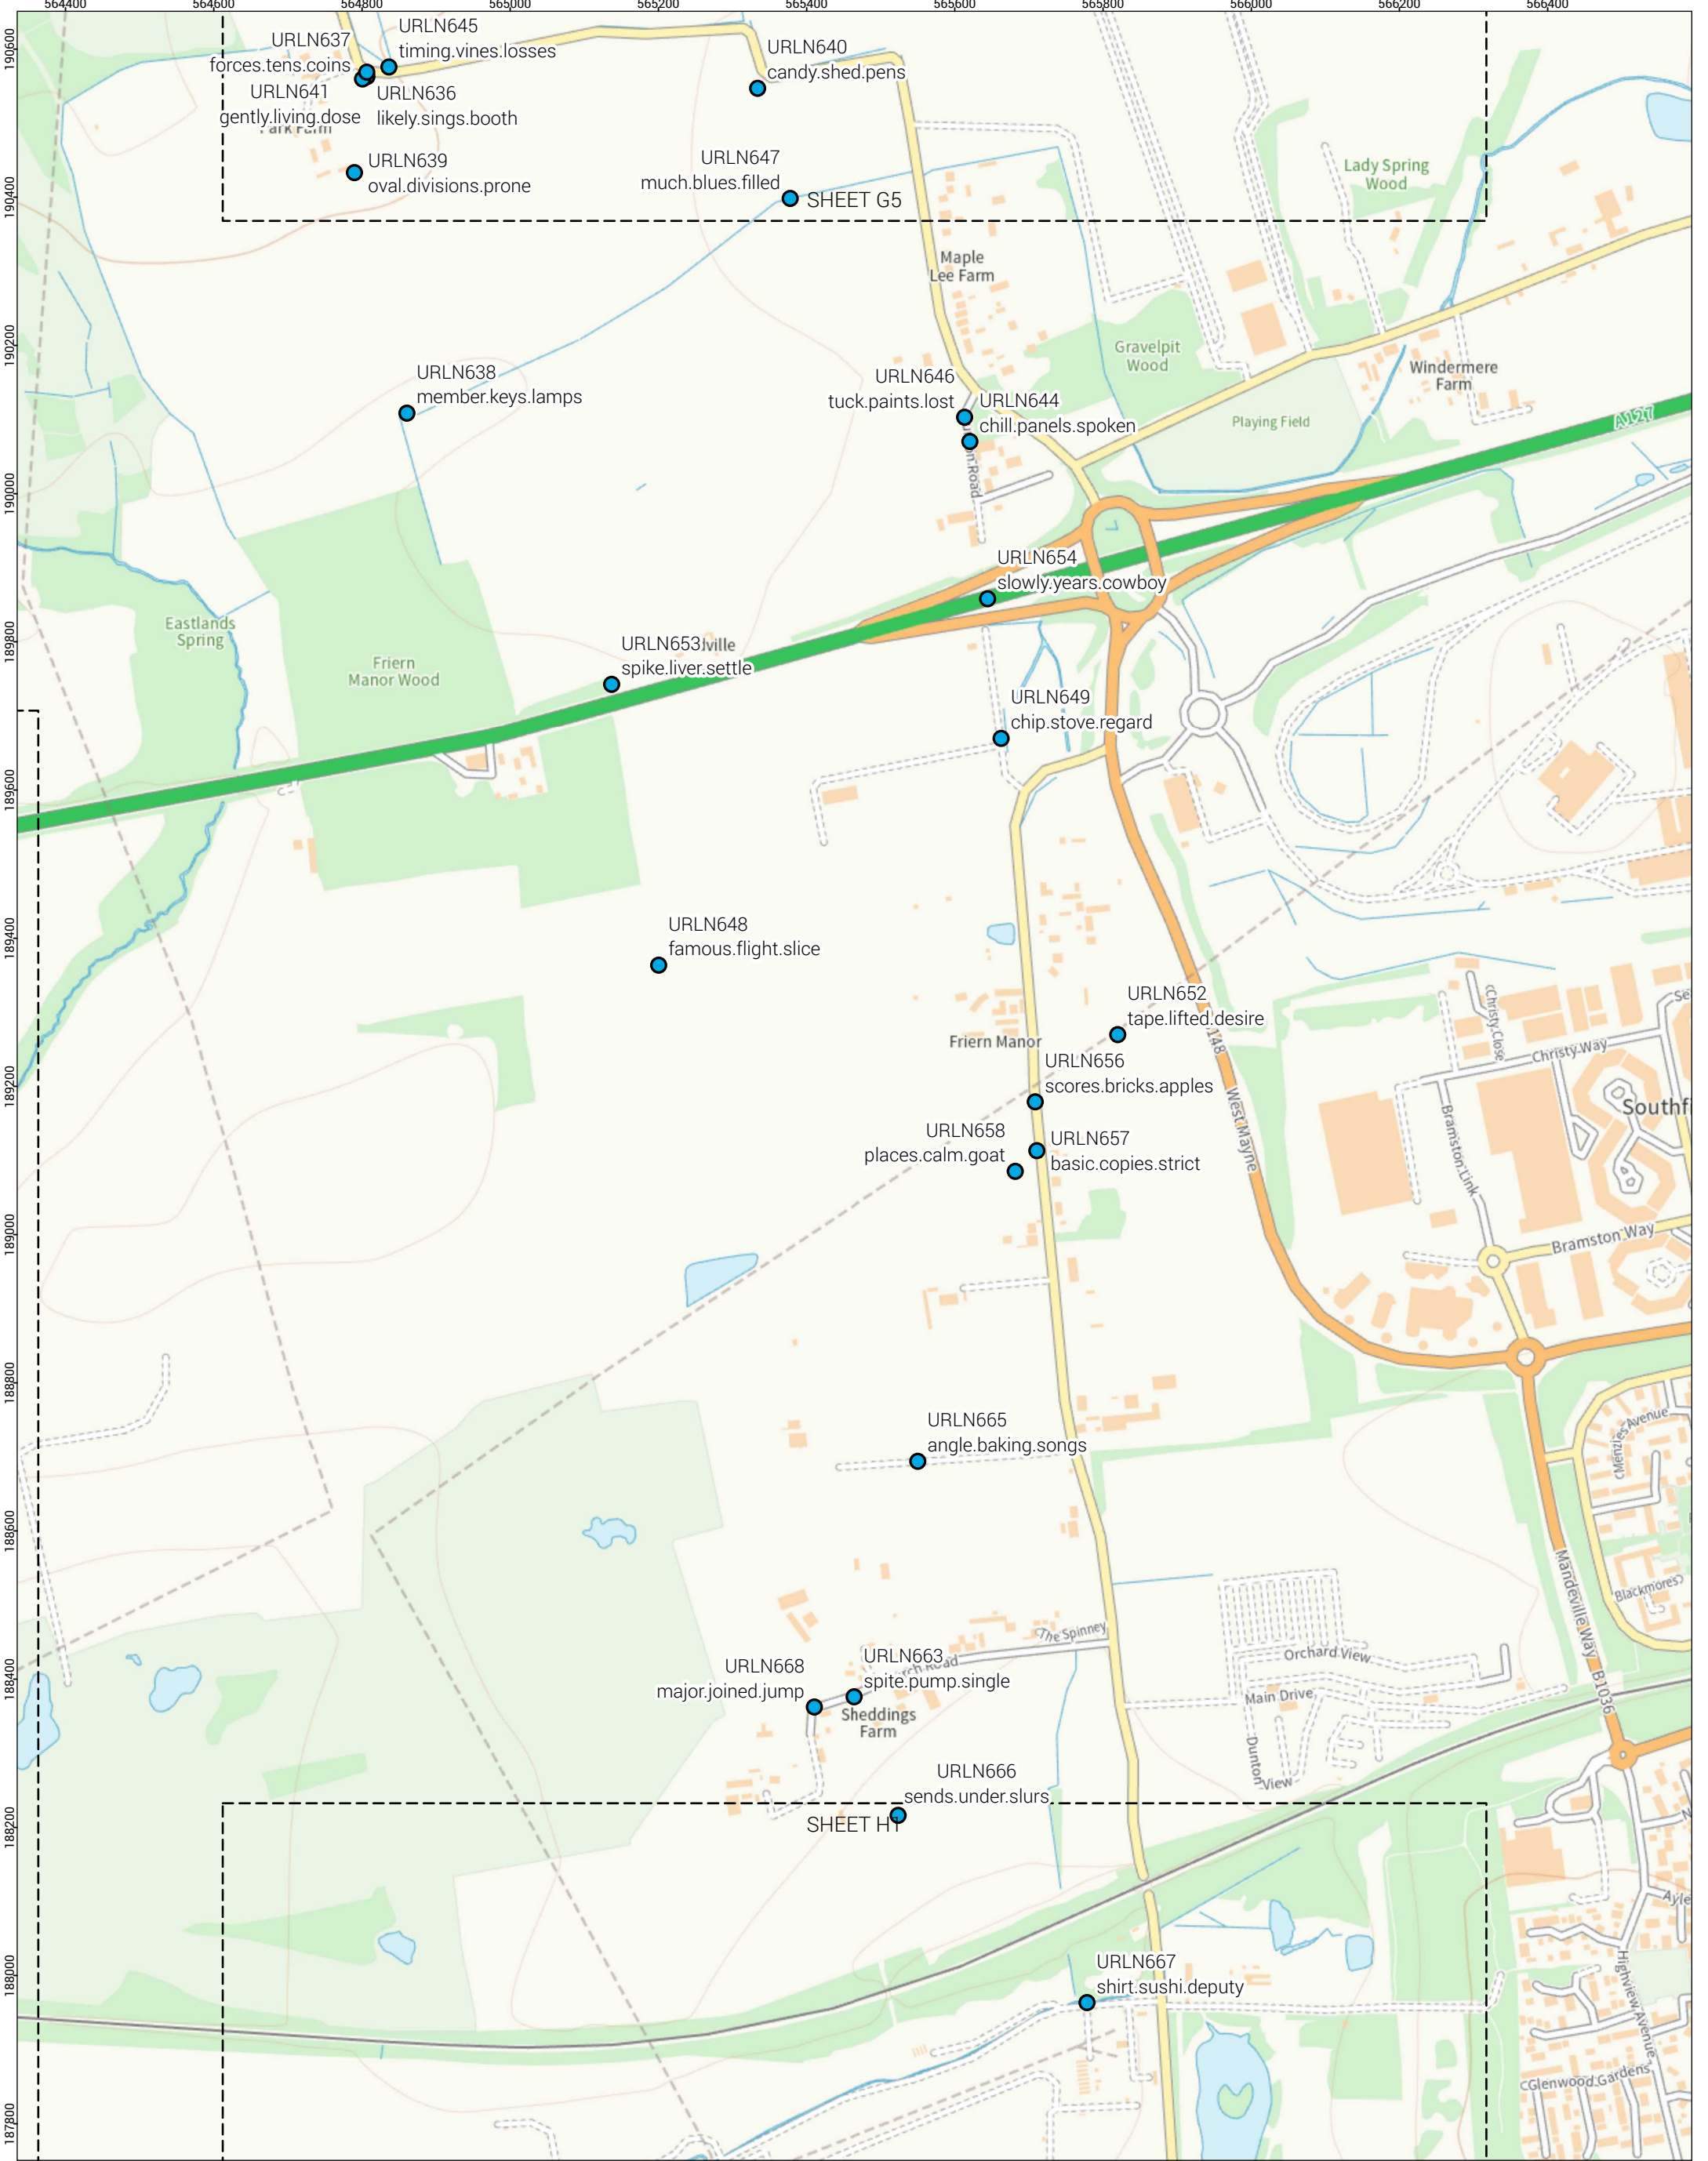 564400 564600 564800 565000 565200 565400 565600 565800 566000 566200 566400
190600
190400
190200
190000
189800
189600
189400
189200
189000
188800
188600
188400
188200
188000
187800
URLN637
forces.tens.coins
URLN645
timing.vines.losses
URLN640
candy.shed.pens
URLN641
gently.living.dose
URLN636
likely.sings.booth
Park Farm
URLN639
oval.divisions.prone
URLN647
much.blues.filled
SHEET G5
Lady Spring
Wood
Maple
Lee Farm
Gravelpit
Wood
Windermere
Farm
URLN638
member.keys.lamps
URLN646
tuck.paints.lost
URLN644
chill.panels.spoken
Playing Field
A127
Road
URLN654
slowly.years.cowboy
Eastlands
Spring
Friern
Manor Wood
URLN653
spike.liver.settle
URLN649
chip.stove.regard
URLN648
famous.flight.slice
URLN652
tape.lifted.desire
Friern Manor
URLN656
scores.bricks.apples
URLN658
places.calm.goat
URLN657
basic.copies.strict
148
West Mayne
Christy Close
Christy Way
Southf
Bramston Link
Bramston Way
URLN665
angle.baking.songs
Menzies Avenue
Blackmores
Mandeville Way B1036
The Spinney
URLN663
spite.pump.single
URLN668
major.joined.jump
Sheddings
Farm
Orchard View
Main Drive
Dunton View
URLN666
sends.under.slurs
SHEET H1
URLN667
shirt.sushi.deputy
Ayle
Highview Avenue
Glenwood Gardens